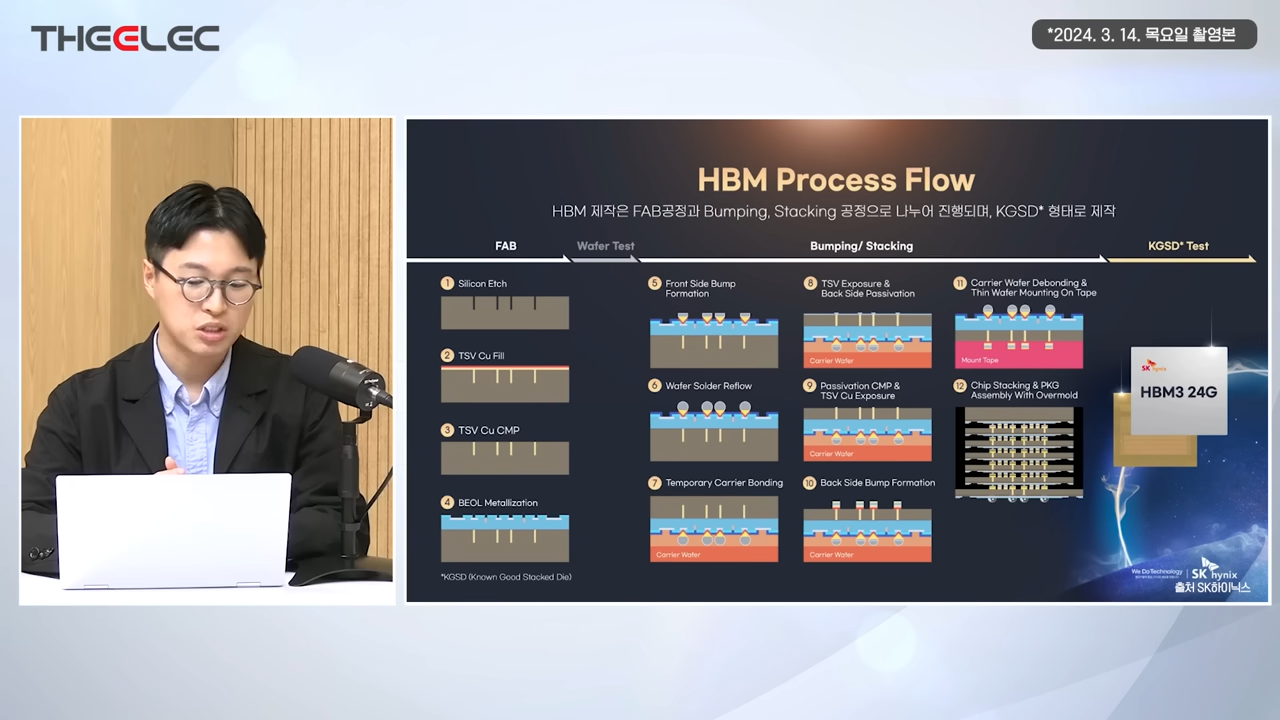 THEELEC
*2024. 3. 14. 목요일 촬영본
HBM Process Flow
HBM 제작은 FAB공정과 Bumping, Stacking 공정으로 나누어 진행되며, KGSD* 형태로 제작
FAB
Wafer Test
Bumping/ Stacking
KGSD* Test
1 Silicon Etch
2 TSV Cu Fill
3 TSV Cu CMP
4 BEOL Metallization
*KGSD (Known Good Stacked Die)
5 Front Side Bump
Formation
6 Wafer Solder Reflow
7 Temporary Carrier Bonding
Carrier Wafer
8 TSV Exposure &
Back Side Passivation
Carrier Wafer
9 Passivation CMP &
TSV Cu Exposure
Carrier Wafer
10 Back Side Bump Formation
Carrier Wafer
11 Carrier Wafer Debonding &
Thin Wafer Mounting On Tape
Mount Tape
12 Chip Stacking & PKG
Assembly With Overmold
SK hynix
HBM3 24G
We Do Technology
SK hynix
출처 SK하이닉스